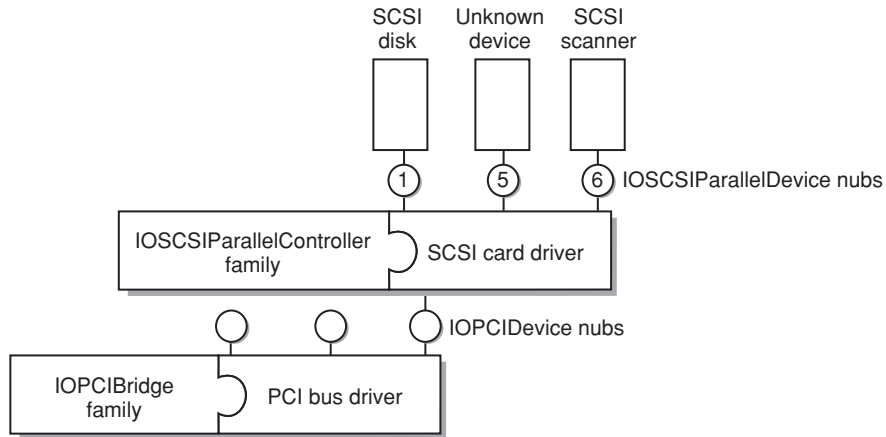 SCSI
disk
Unknown
device
SCSI
scanner
1
5
6
IOSCSIParallelDevice nubs
IOSCSIParallelController
family
SCSI card driver
IOPCIDevice nubs
IOPCIBridge
family
PCI bus driver